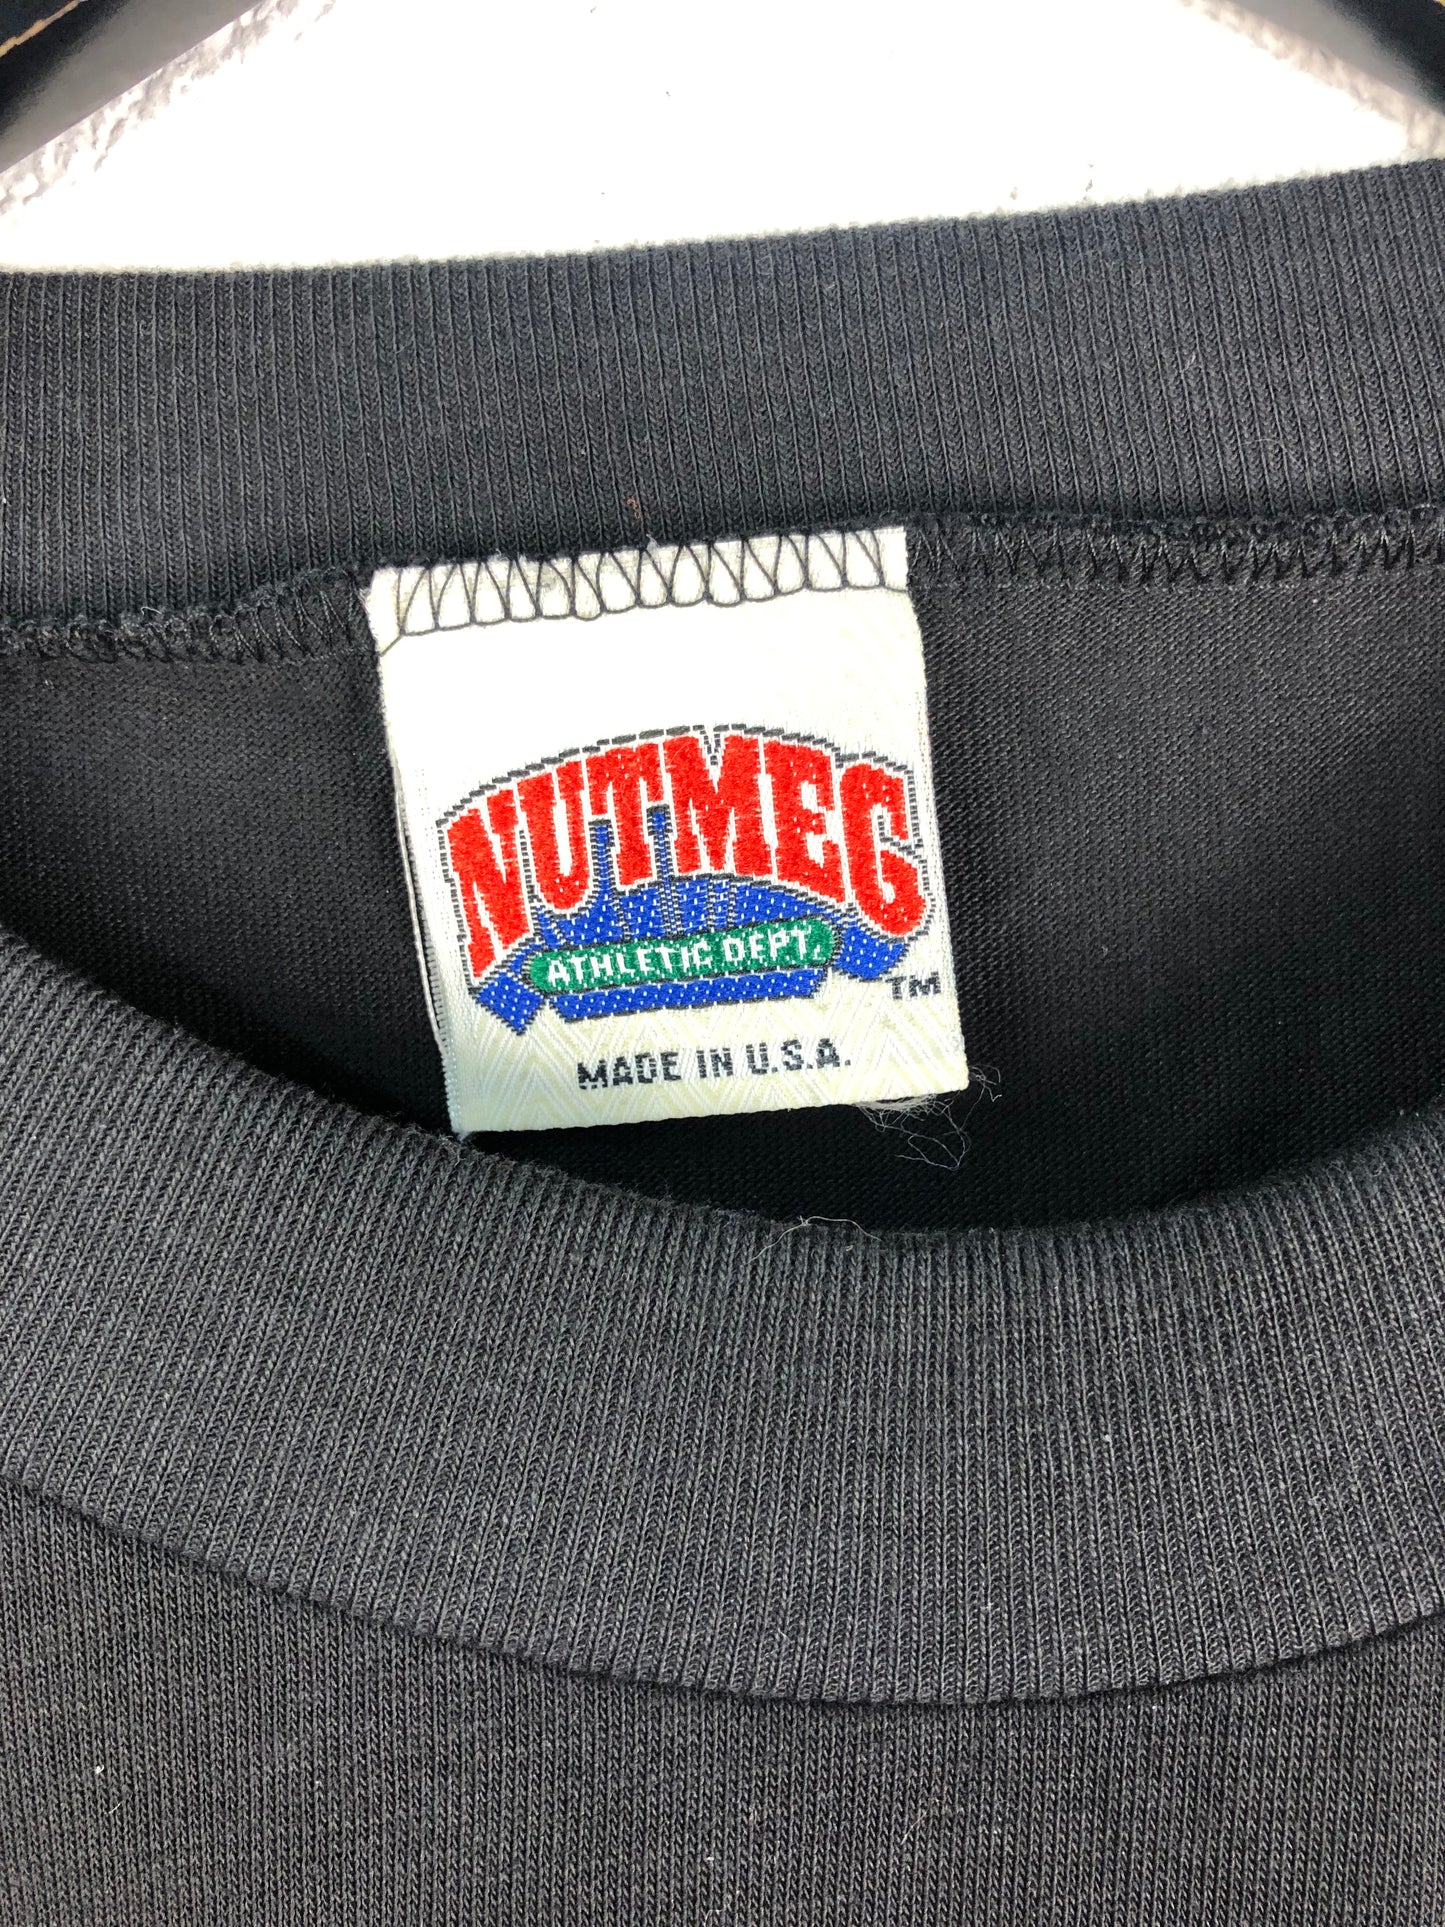 NUTMEG
ATHLETIC DEPT.
TM
MADE IN U.S.A.